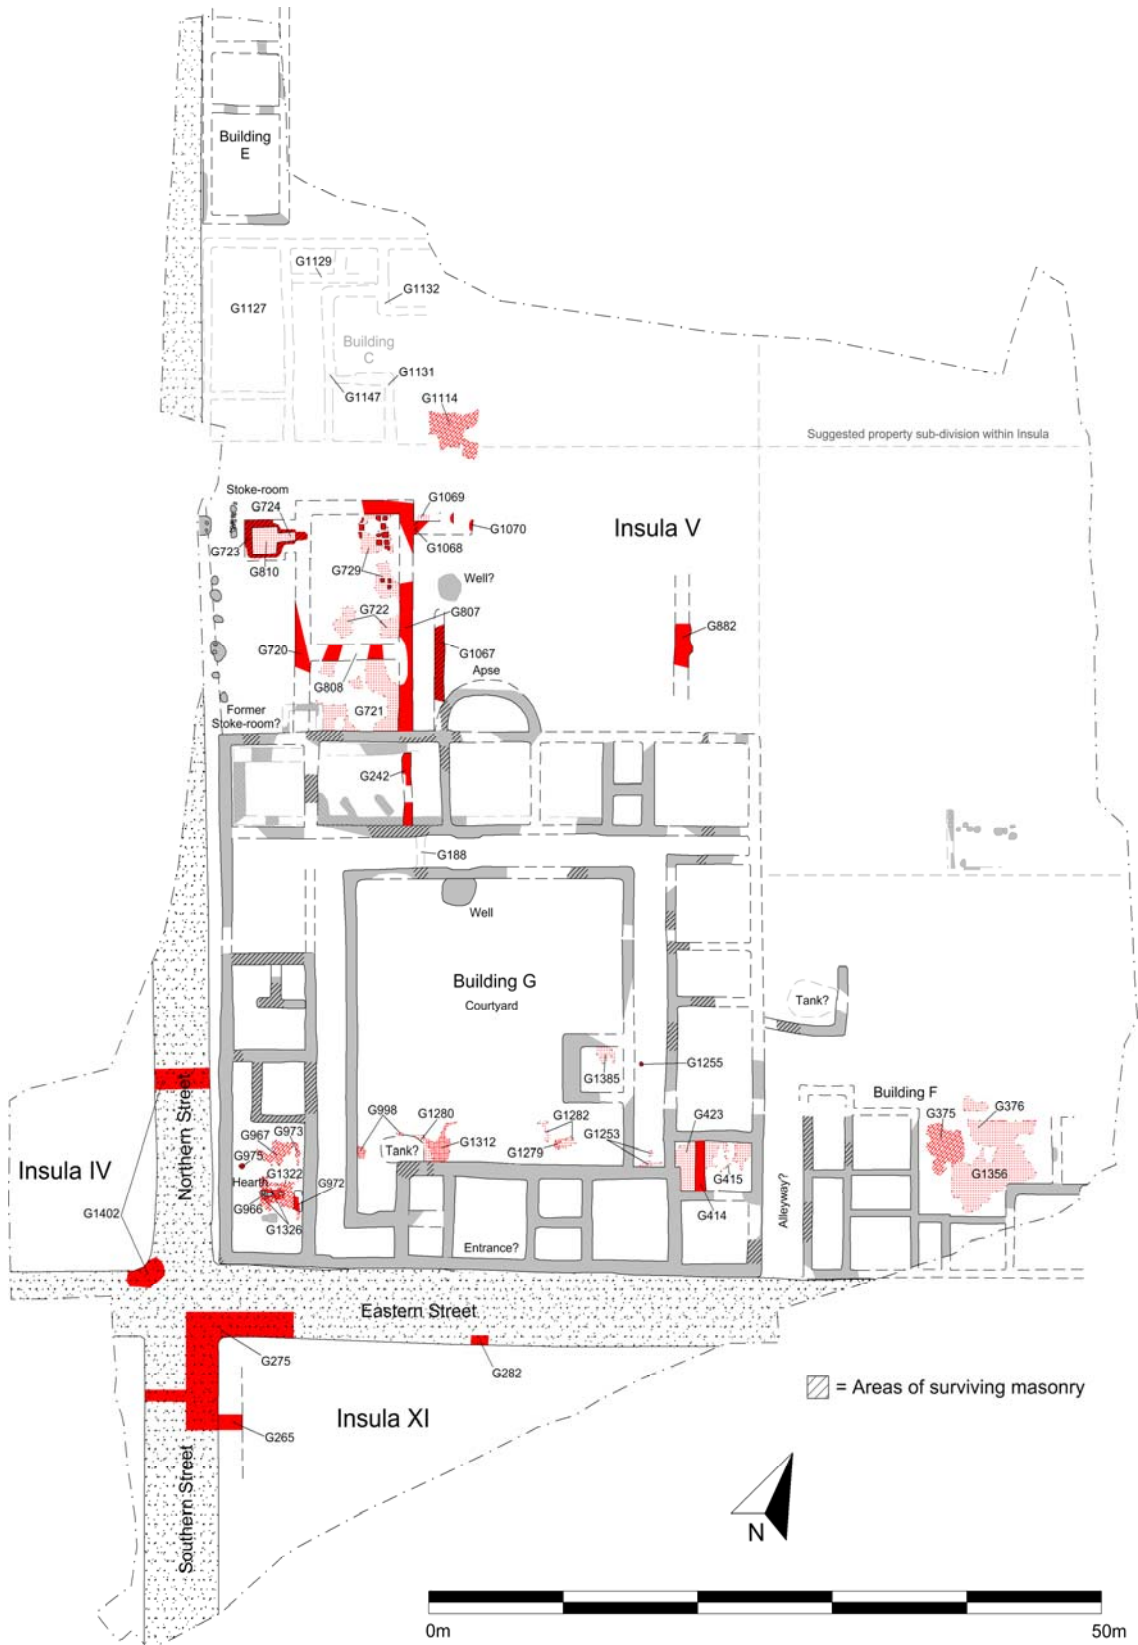 Building
E
G1129
G1127
G1132
Building
C
G1131
G1147
G1114
Suggested property sub-division within Insula
Stoke-room
G724
G1069
G1070
Insula V
G723
G1068
G810
G729
Well?
G722
G807
G882
G720
G1067
Apse
G808
G721
Former
Stoke-room?
G242
G188
Well
Building G
Courtyard
Tank?
G1255
G1385
Building F
G998
G1280
G1282
G423
G375
G376
G967
G973
G1312
G1253
Tank?
G1279
G975
Insula IV
Northern Street
G1322
Hearth
G972
G415
G1356
G966
G1326
G414
Alleyway?
G1402
Entrance?
Eastern Street
G275
G282
= Areas of surviving masonry
Insula XI
G265
Southern Street
N
0m
50m